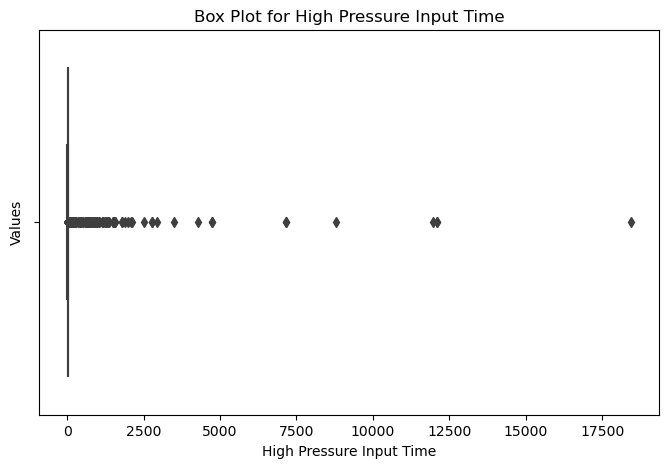 Box Plot for High Pressure Input Time
Values
0 2500 5000 7500 10000 12500 15000 17500
High Pressure Input Time